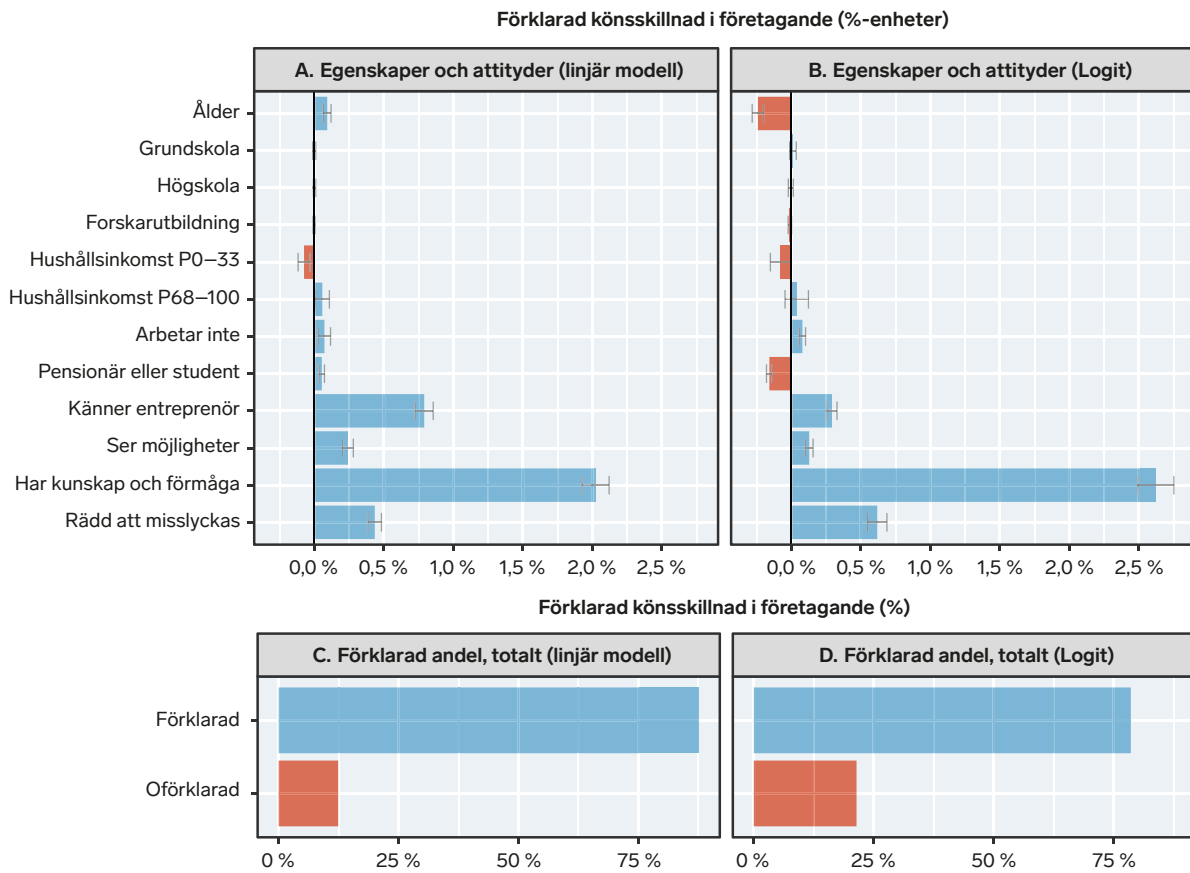 Förklarad könsskillnad i företagande (%-enheter)
A. Egenskaper och attityder (linjär modell)
B. Egenskaper och attityder (Logit)
Ålder
Grundskola
Högskola
Forskarutbildning
Hushållsinkomst P0–33
Hushållsinkomst P68–100
Arbetar inte
Pensionär eller student
Känner entreprenör
Ser möjligheter
Har kunskap och förmåga
Rädd att misslyckas
0,0 % 0,5 % 1,0 % 1,5 % 2,0 % 2,5 %
0,0 % 0,5 % 1,0 % 1,5 % 2,0 % 2,5 %
Förklarad könsskillnad i företagande (%)
C. Förklarad andel, totalt (linjär modell)
D. Förklarad andel, totalt (Logit)
Förklarad
Oförklarad
0 % 25 % 50 % 75 %
0 % 25 % 50 % 75 %